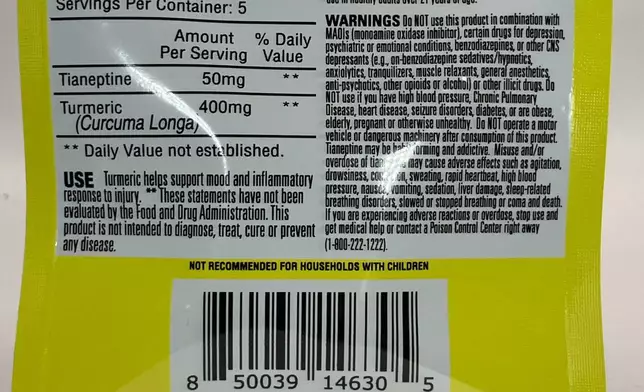 Servings Per Container: 5
Amount Per Serving
% Daily Value
Tianeptine 50mg **
Turmeric 400mg **
(Curcuma Longa)
** Daily Value not established.
USE Turmeric helps support mood and inflammatory
response to injury. **These statements have not been
evaluated by the Food and Drug Administration. This
product is not intended to diagnose, treat, cure or prevent
any disease.
use in healthy adults over 21 years of age.
WARNINGS Do NOT use this product in combination with
MAOIs (monoamine oxidase inhibitor), certain drugs for depression,
psychiatric or emotional conditions, benzodiazepines, or other CNS
depressants (e.g., on-benzodiazepine sedatives/hypnotics,
anxiolytics, tranquilizers, muscle relaxants, general anesthetics,
anti-psychotics, other opioids or alcohol) or other illicit drugs. Do
NOT use if you have high blood pressure, Chronic Pulmonary
Disease, heart disease, seizure disorders, diabetes, or are obese,
elderly, pregnant or otherwise unhealthy. Do NOT operate a motor
vehicle or dangerous machinery after consumption of this product.
Tianeptine may be habit forming and addictive. Misuse and/or
overdose of tianeptine may cause adverse effects such as agitation,
drowsiness, confusion, sweating, rapid heartbeat, high blood
pressure, nausea, vomiting, sedation, liver damage, sleep-related
breathing disorders, slowed or stopped breathing or coma and death.
If you are experiencing adverse reactions or overdose, stop use and
get medical help or contact a Poison Control Center right away
(1-800-222-1222).
NOT RECOMMENDED FOR HOUSEHOLDS WITH CHILDREN
8 50039 14630 5